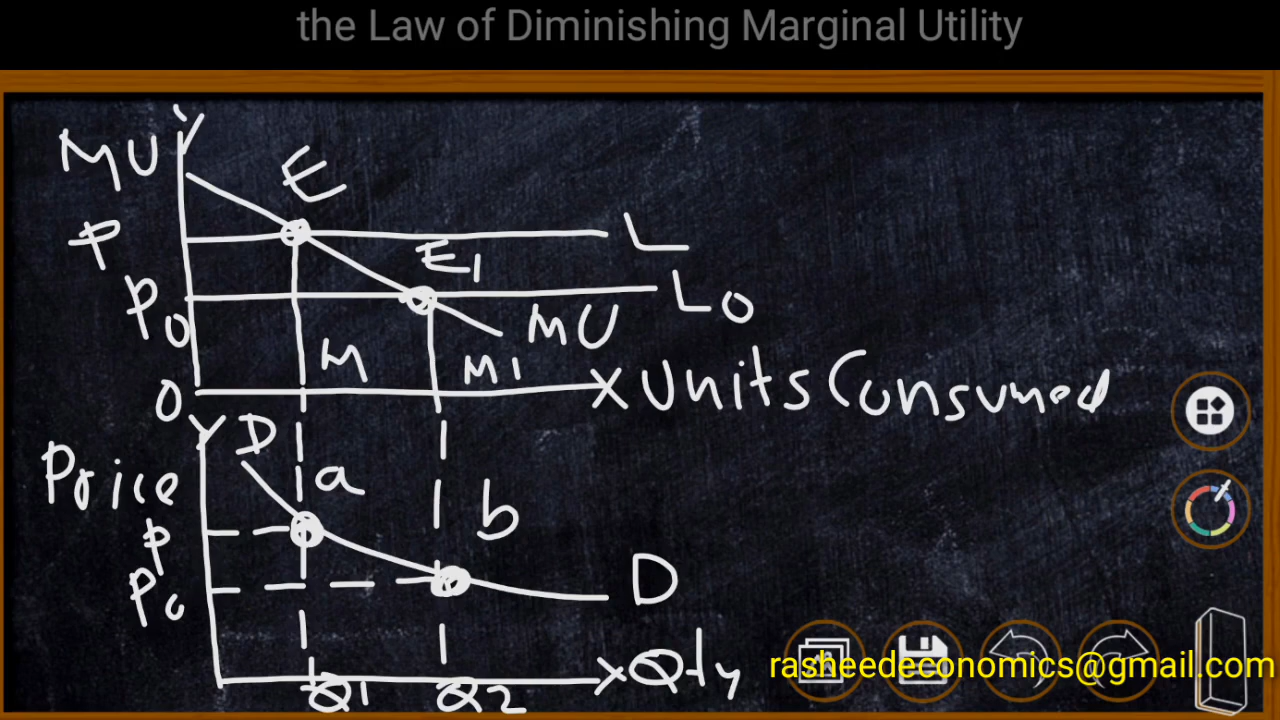 the Law of Diminishing Marginal Utility
Y
MU
E
P
L
E1
P0
L0
MU
M
M1
0
X Units Consumed
Y
D
Price
a
P
b
P0
D
X Qty
Q1
Q2
rasheedeconomics@gmail.com